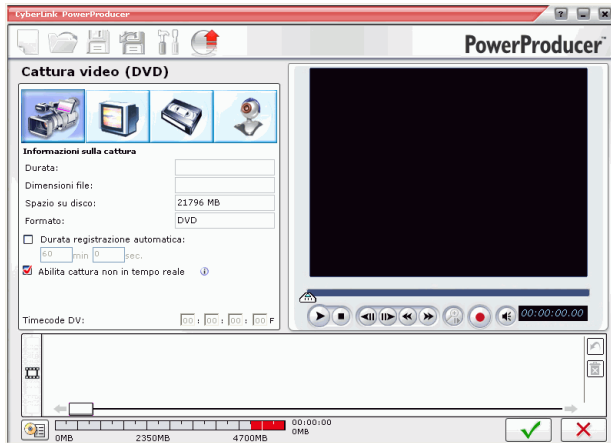 CyberLink PowerProducer
PowerProducer™
Cattura video (DVD)
Informazioni sulla cattura
Durata:
Dimensioni file:
Spazio su disco: 21796 MB
Formato: DVD
Durata registrazione automatica:
60 min 0 sec.
Abilita cattura non in tempo reale
Timecode DV: 00 : 00 : 00 : 00 F
00:00:00.00
00:00:00
0MB 2350MB 4700MB 0MB